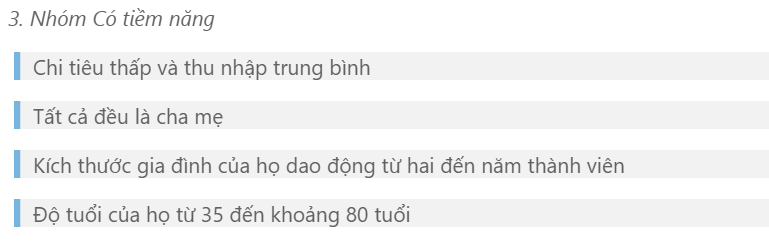 3. Nhóm Có tiềm năng
Chi tiêu thấp và thu nhập trung bình
Tất cả đều là cha mẹ
Kích thước gia đình của họ dao động từ hai đến năm thành viên
Độ tuổi của họ từ 35 đến khoảng 80 tuổi